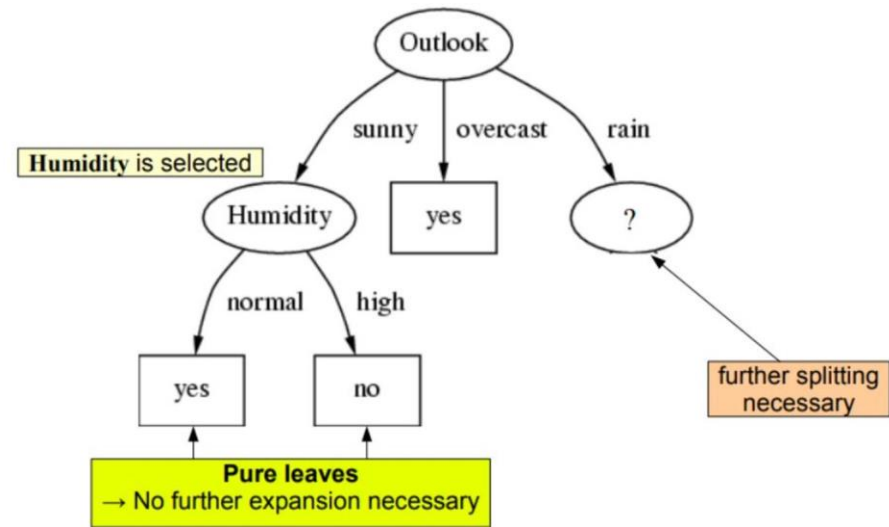 Outlook
sunny
overcast
rain
Humidity is selected
Humidity
yes
?
normal
high
yes
no
further splitting
necessary
Pure leaves
→ No further expansion necessary